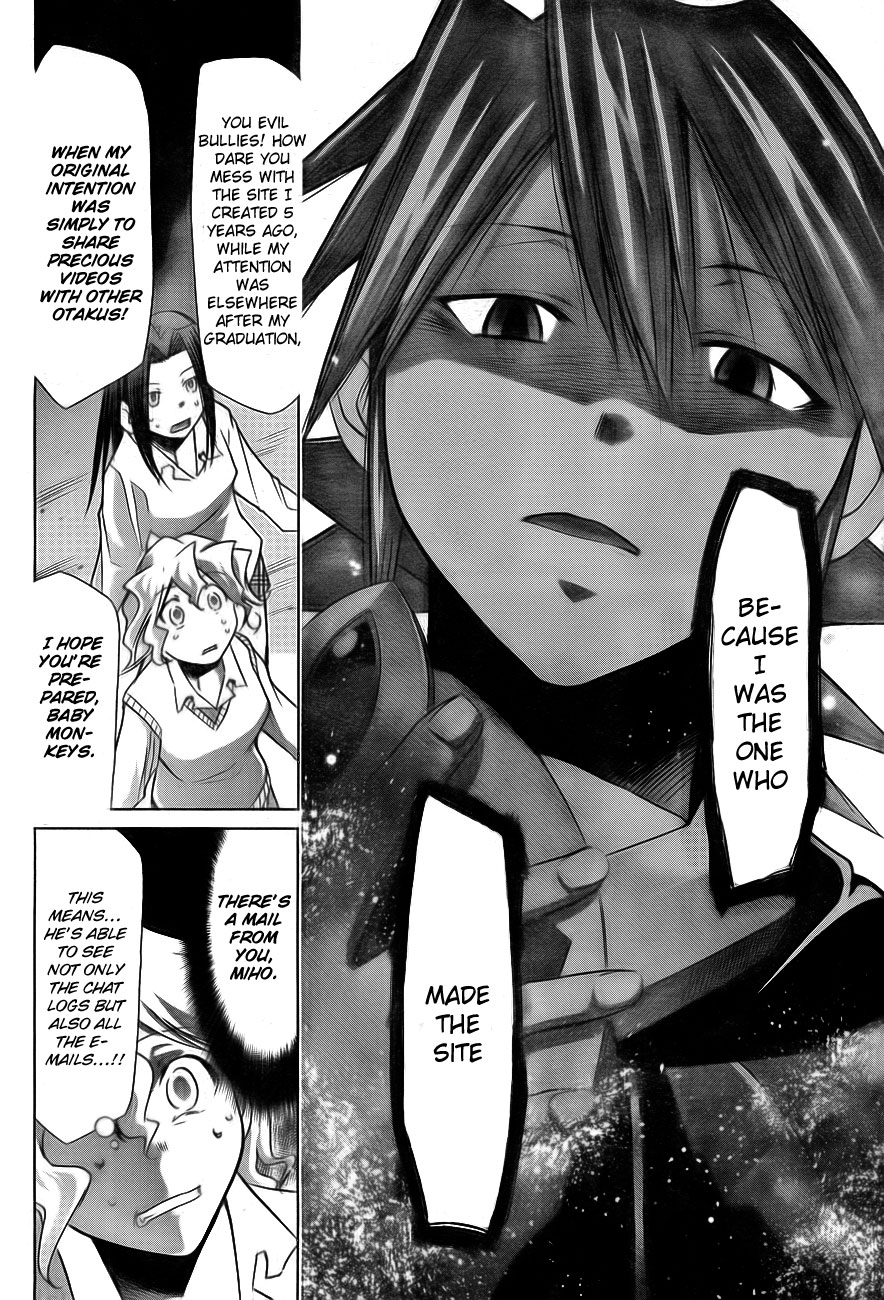 BE-
CAUSE
I
WAS
THE
ONE
WHO
MADE
THE
SITE
YOU EVIL
BULLIES! HOW
DARE YOU
MESS WITH
THE SITE I
CREATED 5
YEARS AGO,
WHILE MY
ATTENTION
WAS
ELSEWHERE
AFTER MY
GRADUATION,
WHEN MY
ORIGINAL
INTENTION
WAS
SIMPLY TO
SHARE
PRECIOUS
VIDEOS
WITH OTHER
OTAKUS!
I HOPE
YOU'RE
PRE-
PARED,
BABY
MON-
KEYS.
THERE'S
A MAIL
FROM
YOU,
MIHO.
THIS
MEANS...
HE'S ABLE
TO SEE
NOT ONLY
THE CHAT
LOGS BUT
ALSO ALL
THE E-
MAILS...!!